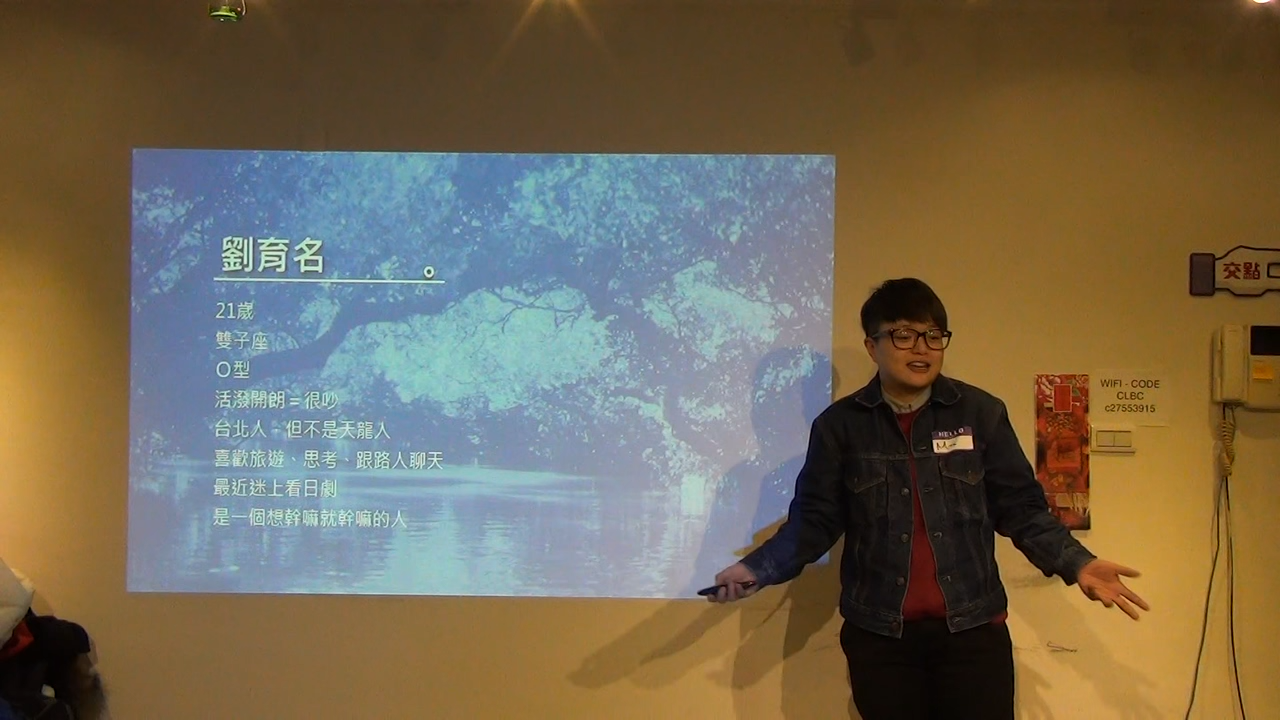 劉育名
21歲
雙子座
O型
活潑開朗 = 很吵
台北人,但不是天龍人
喜歡旅遊、思考、跟路人聊天
最近迷上看日劇
是一個想幹嘛就幹嘛的人
交點
WIFI - CODE
CLBC
c27553915
HELLO